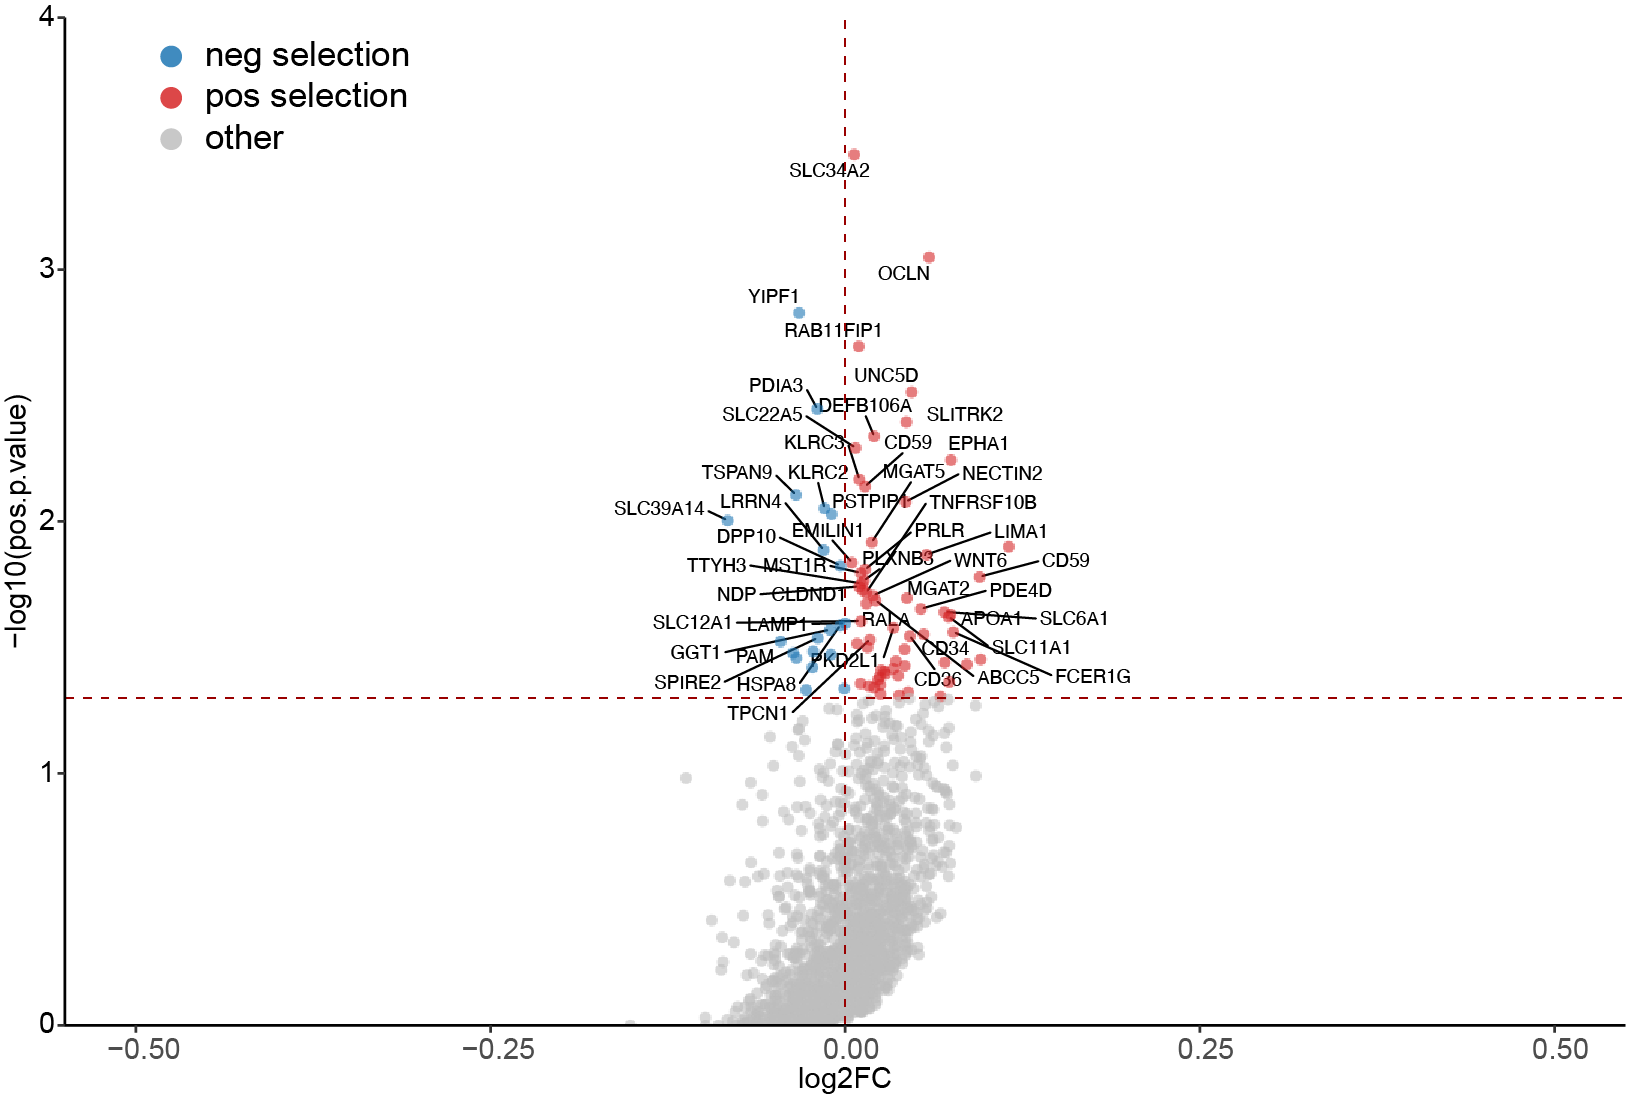 4
neg selection
pos selection
other
SLC34A2
3
OCLN
YIPF1
RAB11FIP1
UNC5D
PDIA3
DEFB106A
SLC22A5
SLITRK2
KLRC3
CD59
EPHA1
TSPAN9
KLRC2
MGAT5
NECTIN2
LRRN4
PSTPIP
TNFRSF10B
SLC39A14
2
DPP10
EMILIN1
PRLR
LIMA1
TTYH3
MST1R
PLXNB3
WNT6
CD59
NDP
CLDND1
MGAT2
PDE4D
SLC12A1
LAMP1
RALA
APOA1
SLC6A1
GGT1
PAM
PKD2L1
CD34
SLC11A1
SPIRE2
HSPA8
CD36
ABCC5
FCER1G
TPCN1
1
0
−log10(pos.p.value)
−0.50
−0.25
0.00
0.25
0.50
log2FC